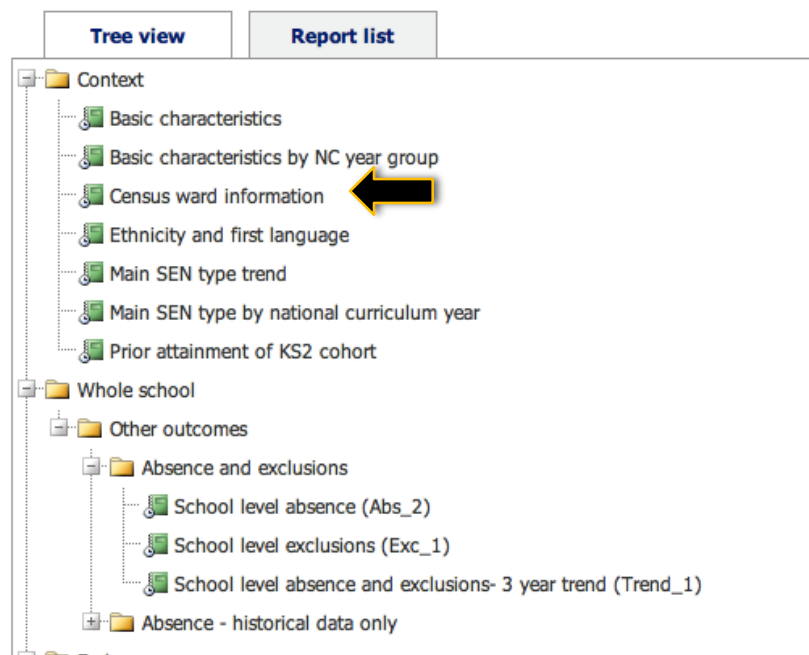 Tree view
Report list
Context
Basic characteristics
Basic characteristics by NC year group
Census ward information
Ethnicity and first language
Main SEN type trend
Main SEN type by national curriculum year
Prior attainment of KS2 cohort
Whole school
Other outcomes
Absence and exclusions
School level absence (Abs_2)
School level exclusions (Exc_1)
School level absence and exclusions- 3 year trend (Trend_1)
Absence - historical data only